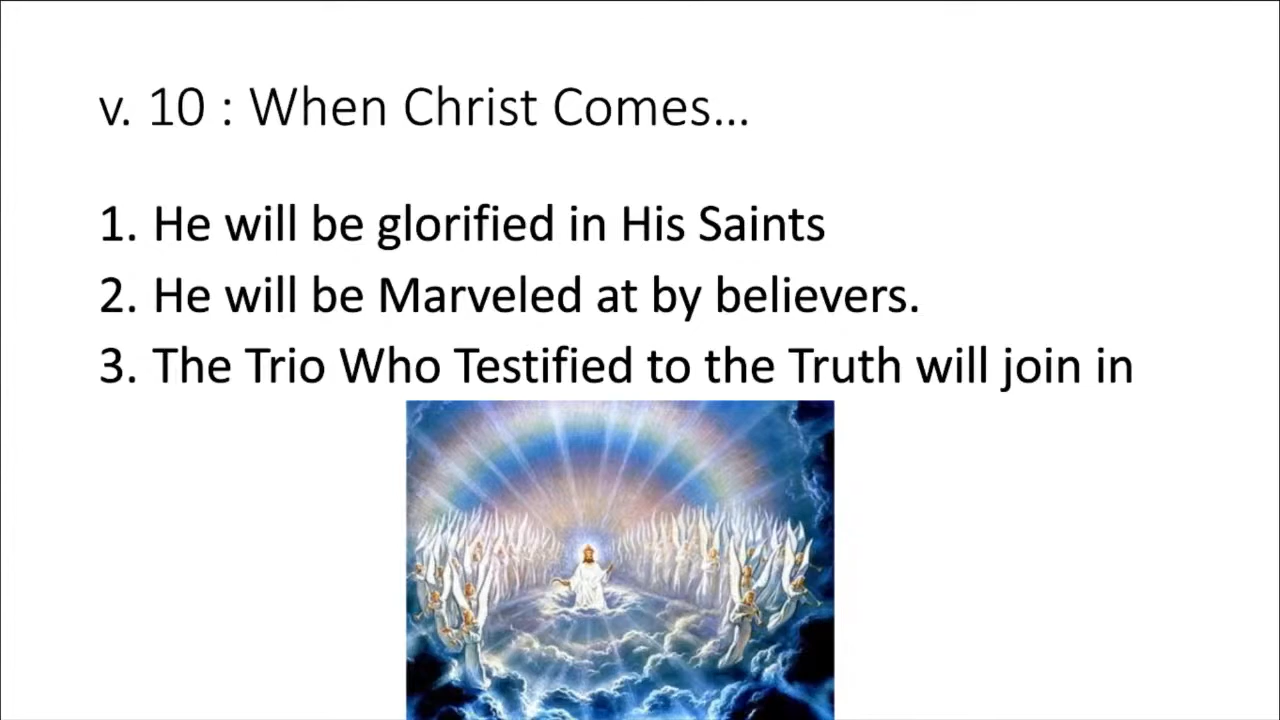 v. 10 : When Christ Comes...
1. He will be glorified in His Saints
2. He will be Marveled at by believers.
3. The Trio Who Testified to the Truth will join in